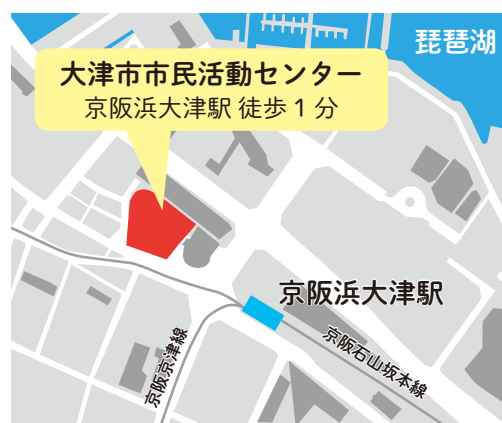 琵琶湖
大津市市民活動センター
京阪浜大津駅 徒歩 1 分
京阪浜大津駅
京阪石山坂本線
京阪京津線